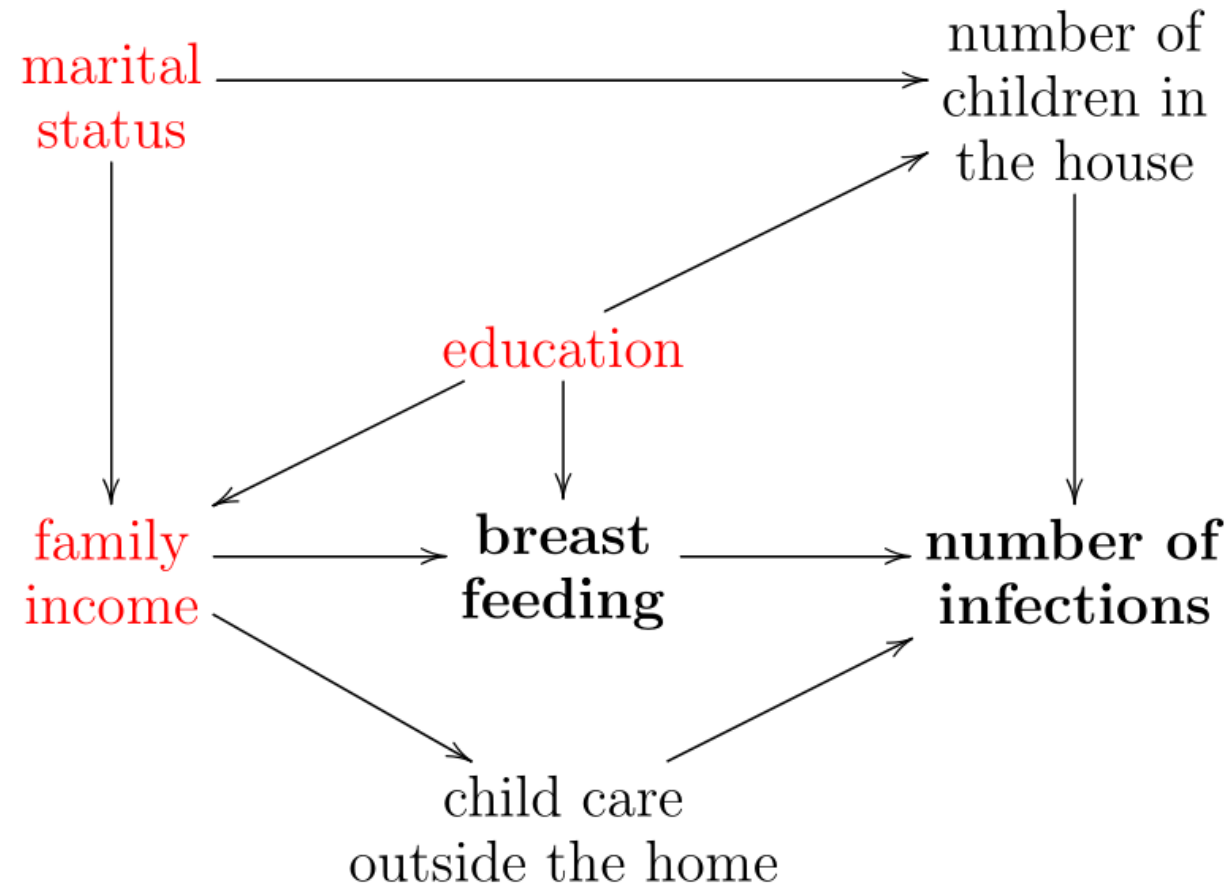 marital
status
number of
children in
the house
education
family
income
breast
feeding
number of
infections
child care
outside the home